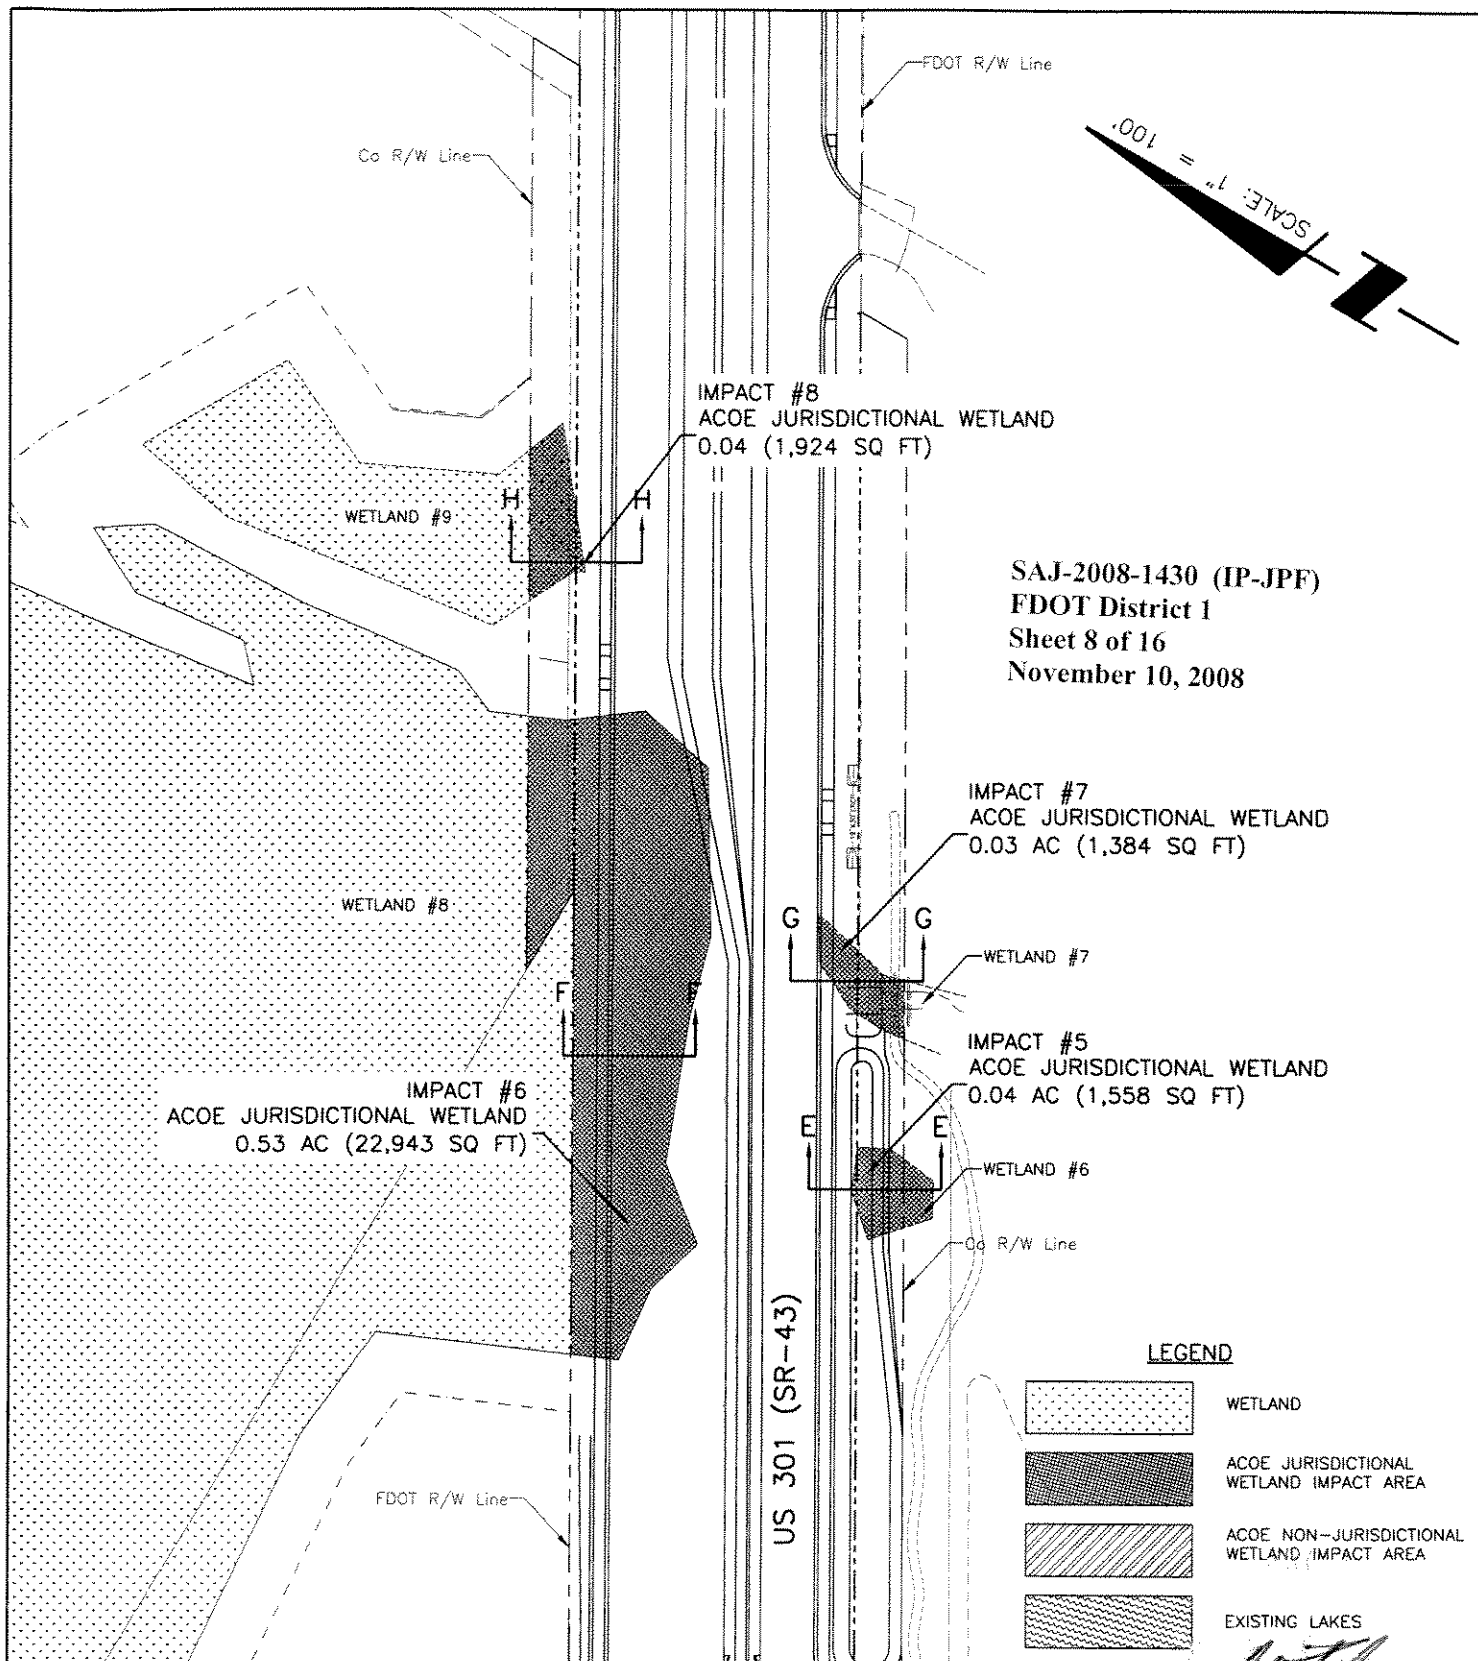 FDOT R/W Line
Co R/W Line
SCALE: 1" = 100'
N
IMPACT #8
ACOE JURISDICTIONAL WETLAND
0.04 (1,924 SQ FT)
H H
WETLAND #9
SAJ-2008-1430 (IP-JPF)
FDOT District 1
Sheet 8 of 16
November 10, 2008
IMPACT #7
ACOE JURISDICTIONAL WETLAND
0.03 AC (1,384 SQ FT)
WETLAND #8
G G
WETLAND #7
F F
IMPACT #5
ACOE JURISDICTIONAL WETLAND
0.04 AC (1,558 SQ FT)
IMPACT #6
ACOE JURISDICTIONAL WETLAND
0.53 AC (22,943 SQ FT)
E E
WETLAND #6
Co R/W Line
US 301 (SR-43)
FDOT R/W Line
LEGEND
WETLAND
ACOE JURISDICTIONAL
WETLAND IMPACT AREA
ACOE NON-JURISDICTIONAL
WETLAND IMPACT AREA
EXISTING LAKES